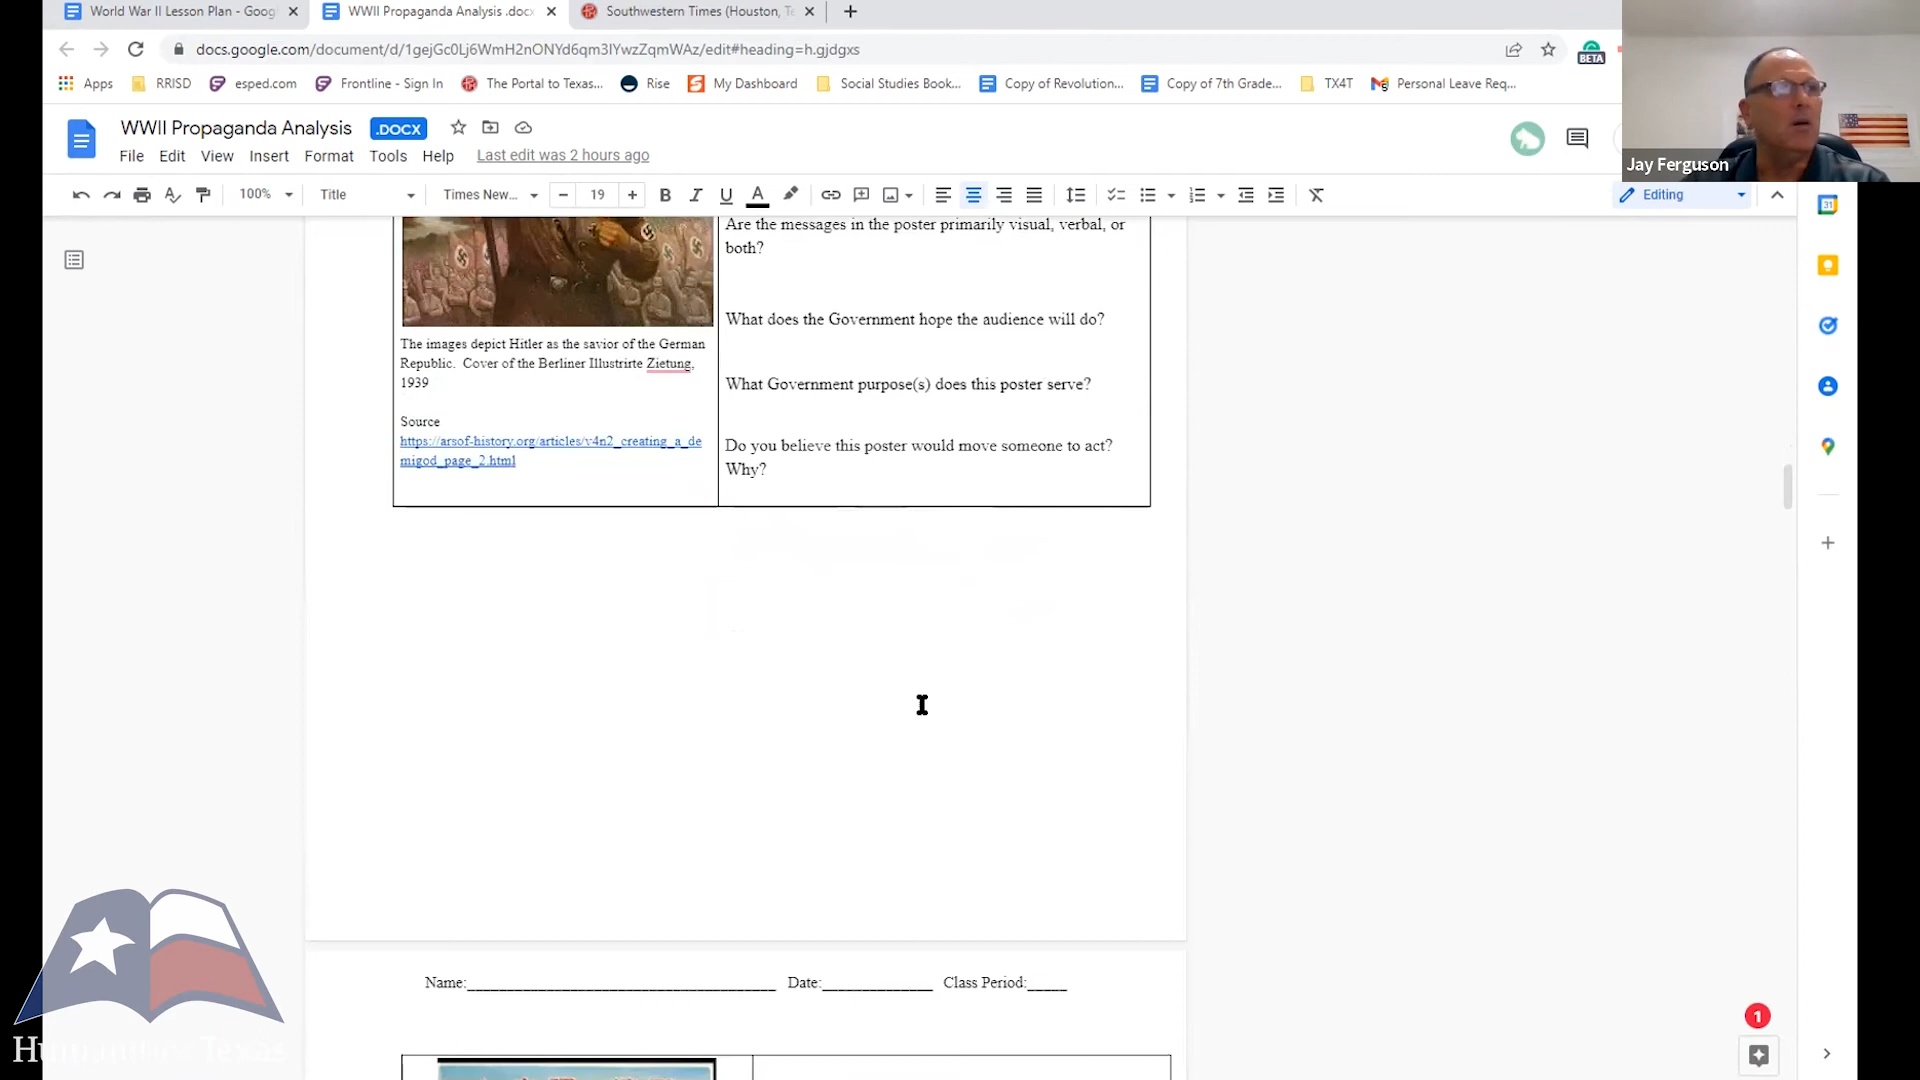 World War II Lesson Plan - Goog
WWII Propaganda Analysis .docx
Southwestern Times (Houston, Te
docs.google.com/document/d/1gejGc0Lj6WmH2nONYd6qm3IYwzZqmWAz/edit#heading=h.gjdgxs
BETA
Apps
RRISD
esped.com
Frontline - Sign In
The Portal to Texas...
Rise
My Dashboard
Social Studies Book...
Copy of Revolution...
Copy of 7th Grade...
TX4T
Personal Leave Req...
Jay Ferguson
WWII Propaganda Analysis
.DOCX
File Edit View Insert Format Tools Help Last edit was 2 hours ago
100% Title Times New... 19 B I U A
Editing
31
Are the messages in the poster primarily visual, verbal, or
both?
What does the Government hope the audience will do?
What Government purpose(s) does this poster serve?
Do you believe this poster would move someone to act?
Why?
The images depict Hitler as the savior of the German
Republic. Cover of the Berliner Illustrirte Zietung,
1939
Source
https://arsof-history.org/articles/v4n2_creating_a_de
migod_page_2.html
Name:_____________________________________ Date:_____________ Class Period:_____
1
Texas